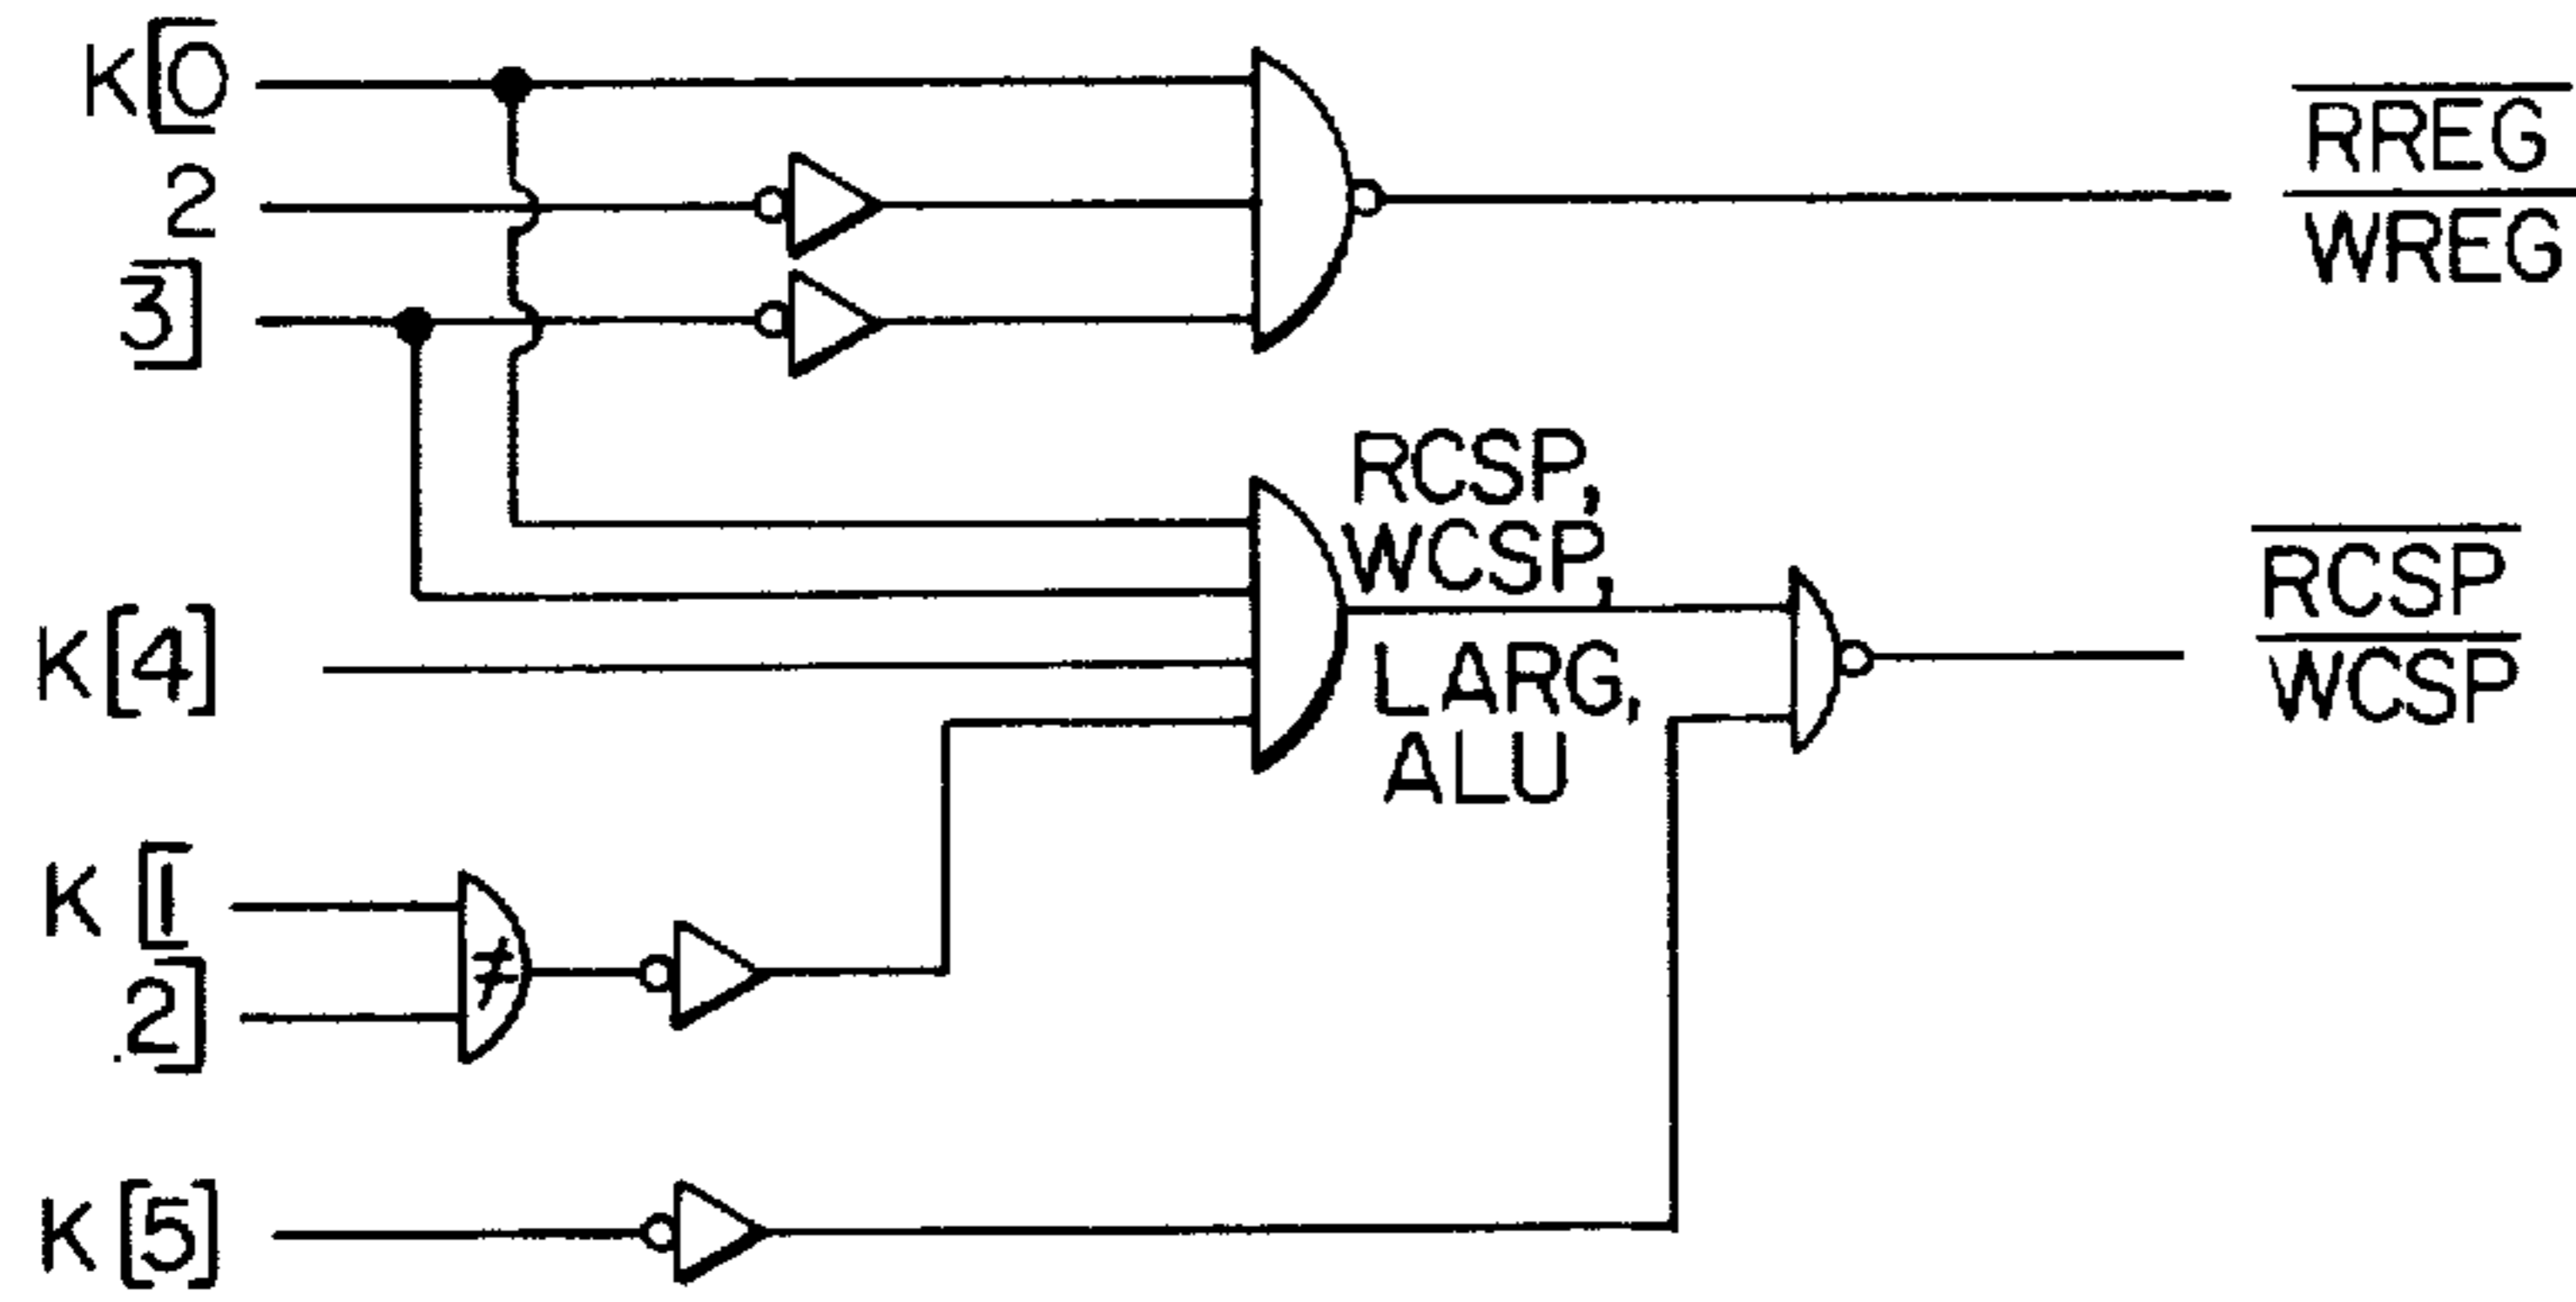 K[0
2
3]
RREG
WREG
RCSP,
WCSP,
LARG,
ALU
RCSP
WCSP
K[4]
K[1
≠
2]
K[5]